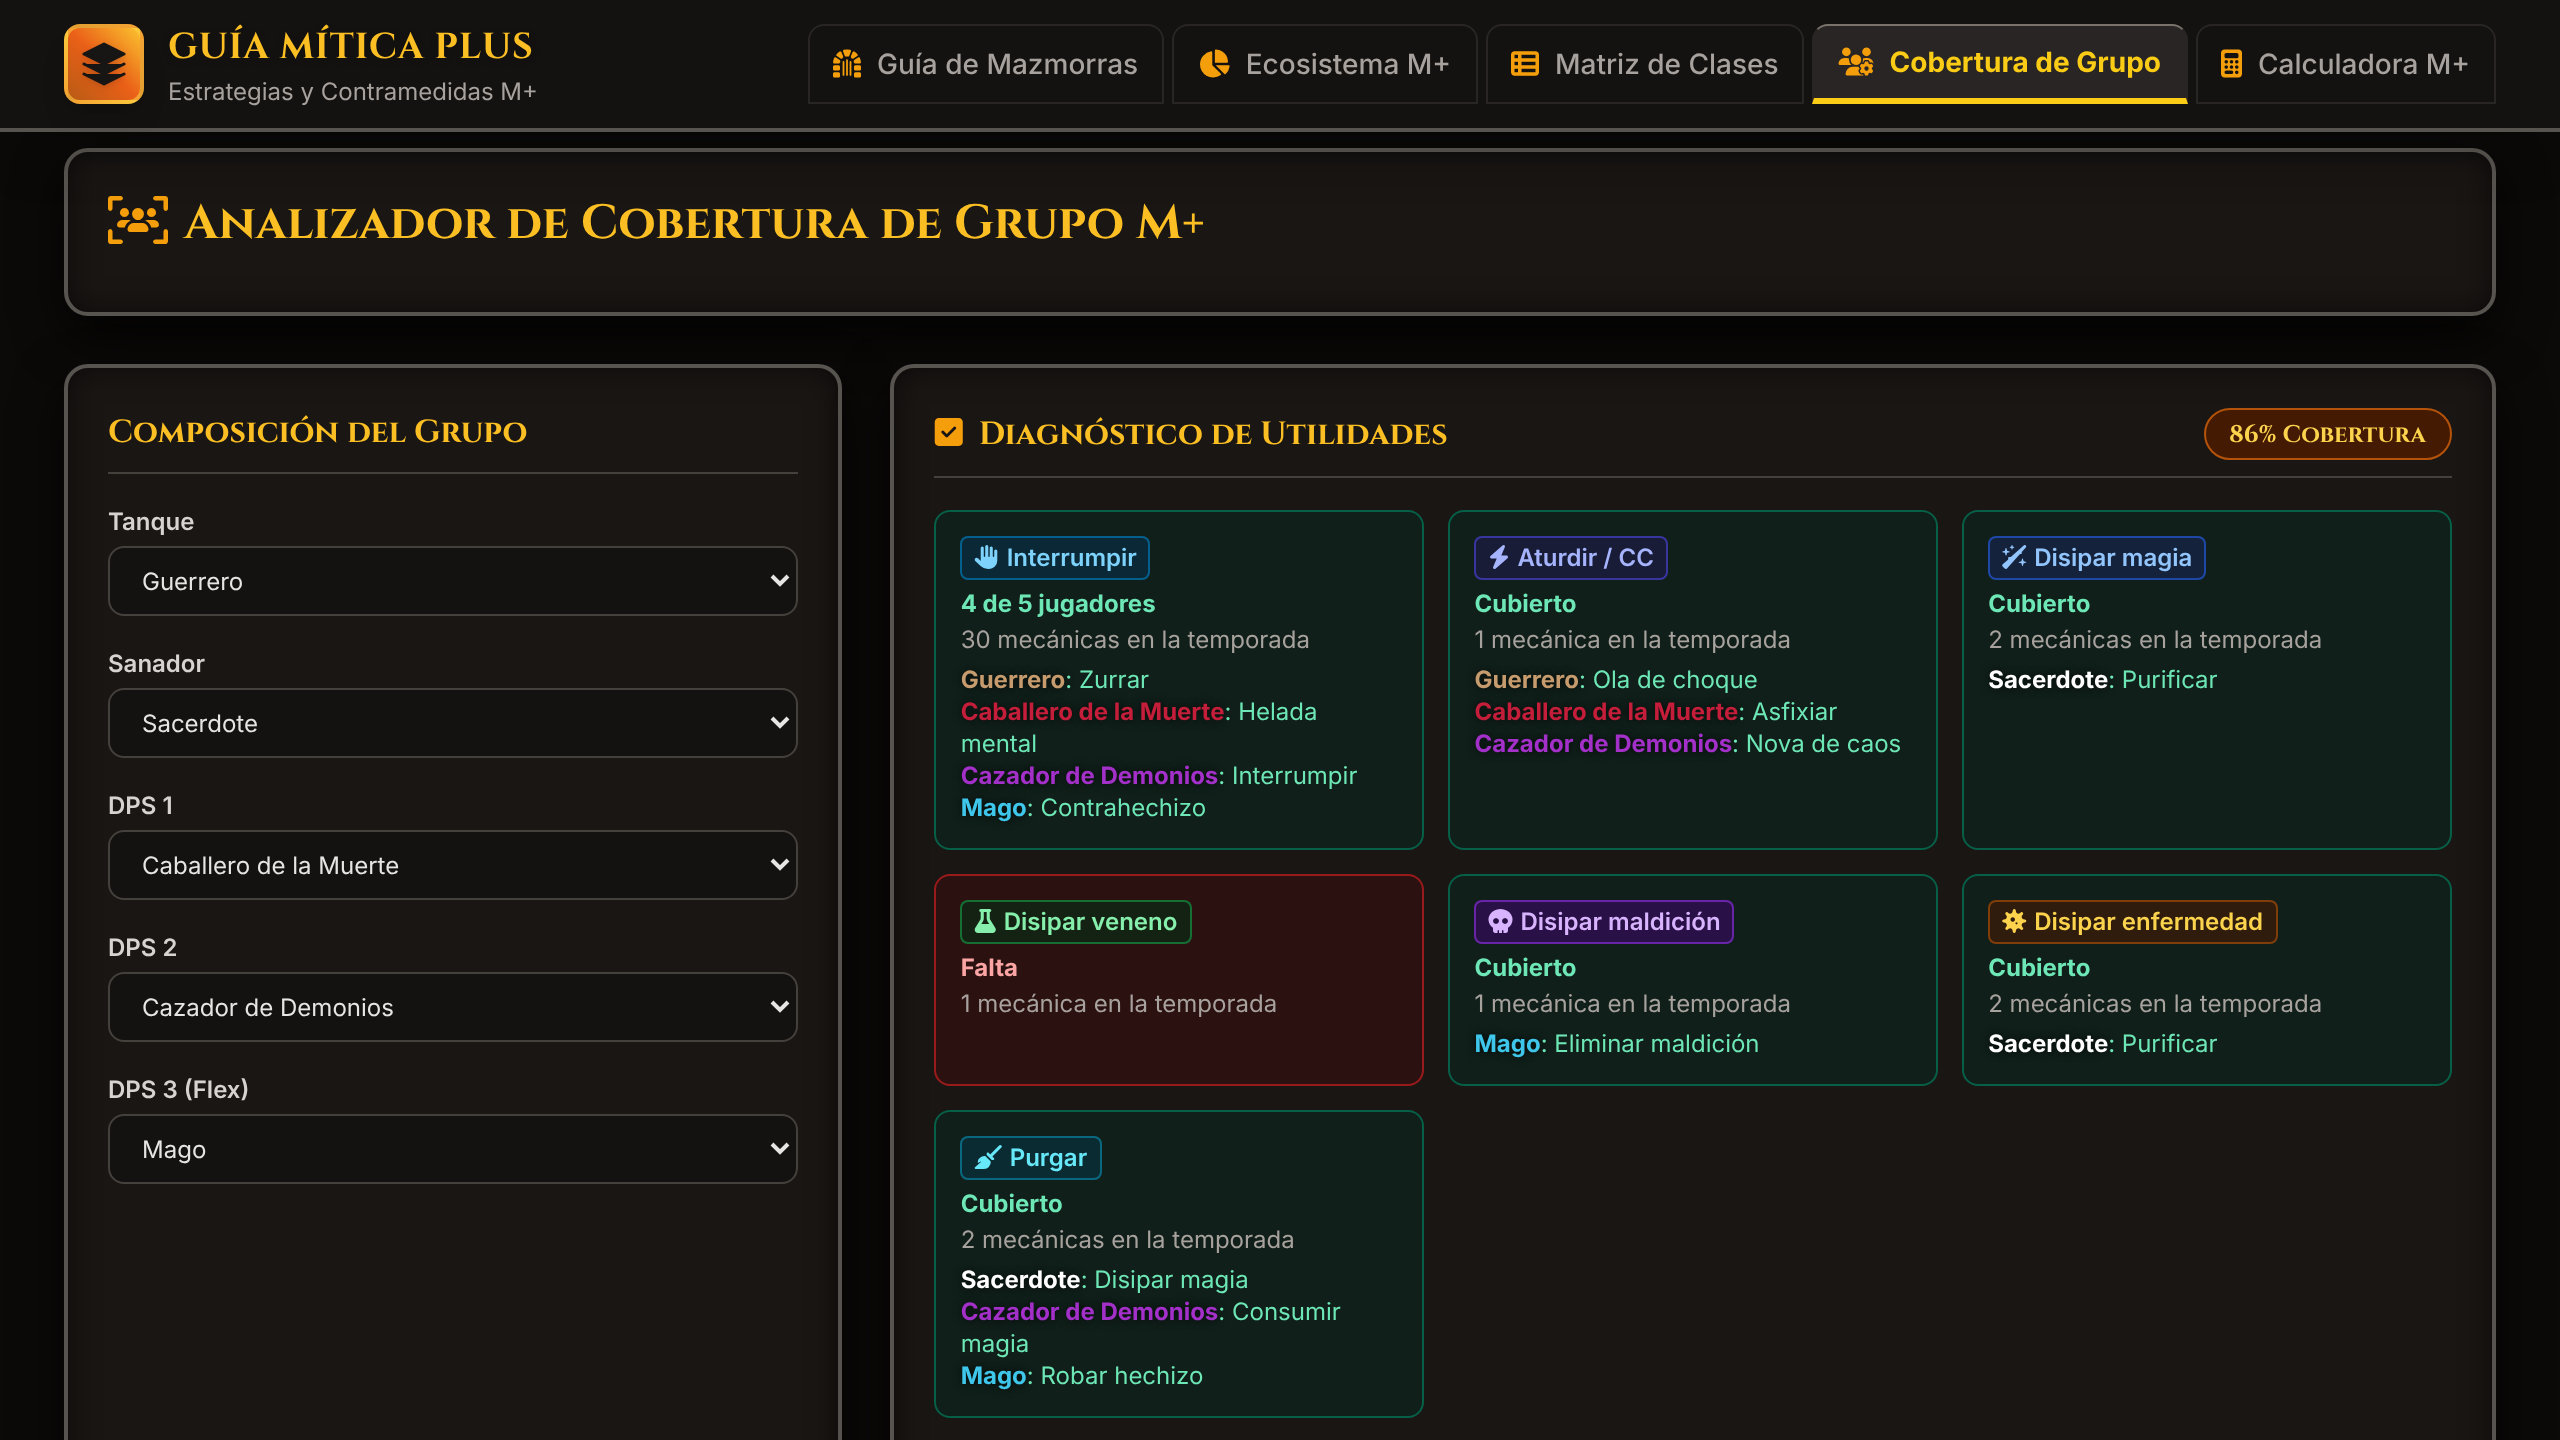 GUÍA MÍTICA PLUS
Estrategias y Contramedidas M+
Guía de Mazmorras
Ecosistema M+
Matriz de Clases
Cobertura de Grupo
Calculadora M+
Analizador de Cobertura de Grupo M+
Composición del Grupo
Tanque
Guerrero
Sanador
Sacerdote
DPS 1
Caballero de la Muerte
DPS 2
Cazador de Demonios
DPS 3 (Flex)
Mago
Diagnóstico de Utilidades
86% Cobertura
Interrumpir
4 de 5 jugadores
30 mecánicas en la temporada
Guerrero: Zurrar
Caballero de la Muerte: Helada
mental
Cazador de Demonios: Interrumpir
Mago: Contrahechizo
Aturdir / CC
Cubierto
1 mecánica en la temporada
Guerrero: Ola de choque
Caballero de la Muerte: Asfixiar
Cazador de Demonios: Nova de caos
Disipar magia
Cubierto
2 mecánicas en la temporada
Sacerdote: Purificar
Disipar veneno
Falta
1 mecánica en la temporada
Disipar maldición
Cubierto
1 mecánica en la temporada
Mago: Eliminar maldición
Disipar enfermedad
Cubierto
2 mecánicas en la temporada
Sacerdote: Purificar
Purgar
Cubierto
2 mecánicas en la temporada
Sacerdote: Disipar magia
Cazador de Demonios: Consumir
magia
Mago: Robar hechizo